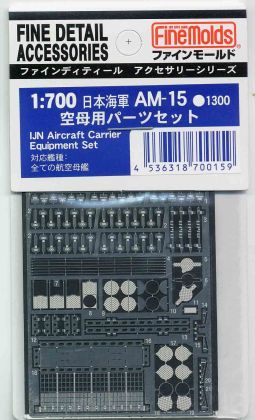 FINE DETAIL
ACCESSORIES
FineMolds
ファインモールド
ファインディティール アクセサリーシリーズ
1:700 日本海軍 AM-15 ●1300
空母用パーツセット
IJN Aircraft Carrier
Equipment Set
対応艦種:
全ての航空母艦
4 536318 700159